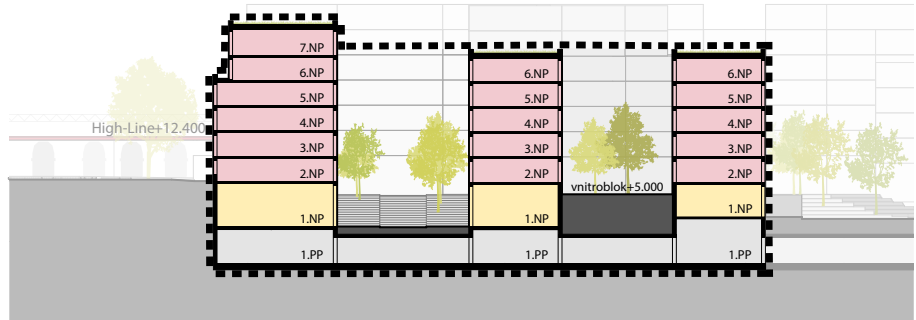 7.NP
6.NP 6.NP 6.NP
5.NP 5.NP 5.NP
High-Line+12.400 4.NP 4.NP 4.NP
3.NP 3.NP 3.NP
2.NP 2.NP 2.NP
vnitroblok+5.000
1.NP 1.NP 1.NP
1.PP 1.PP 1.PP